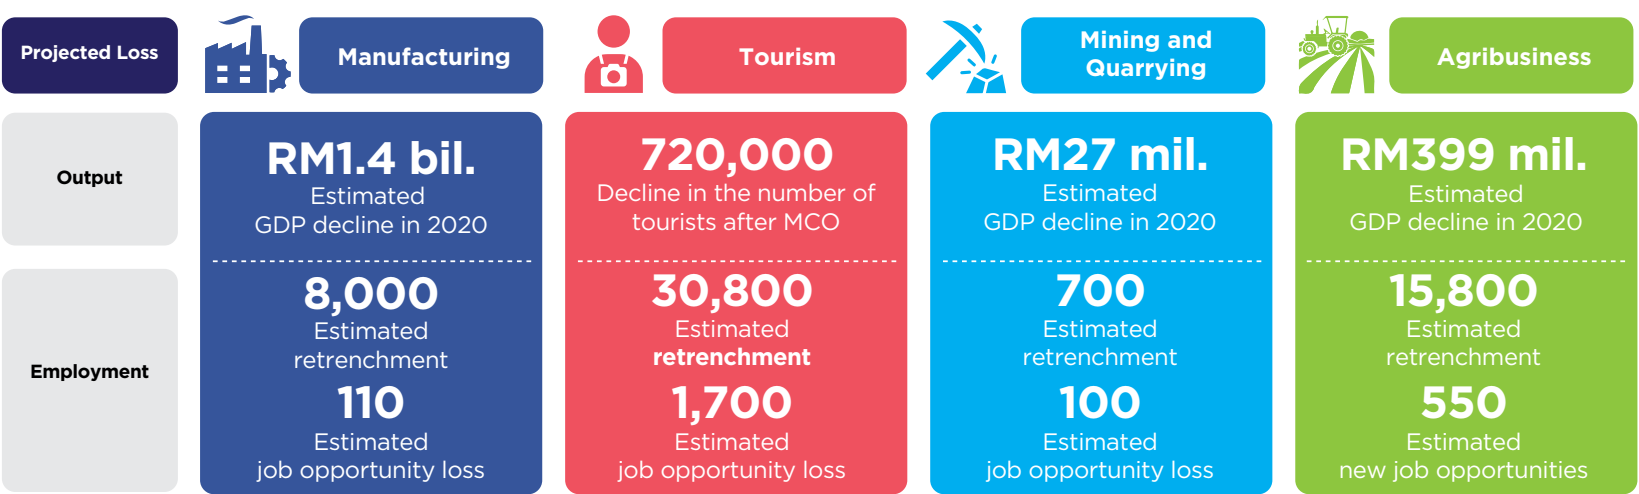 Projected Loss
Manufacturing
Tourism
Mining and
Quarrying
Agribusiness
Output
RM1.4 bil.
Estimated
GDP decline in 2020
720,000
Decline in the number of
tourists after MCO
RM27 mil.
Estimated
GDP decline in 2020
RM399 mil.
Estimated
GDP decline in 2020
Employment
8,000
Estimated
retrenchment
110
Estimated
job opportunity loss
30,800
Estimated
retrenchment
1,700
Estimated
job opportunity loss
700
Estimated
retrenchment
100
Estimated
job opportunity loss
15,800
Estimated
retrenchment
550
Estimated
new job opportunities